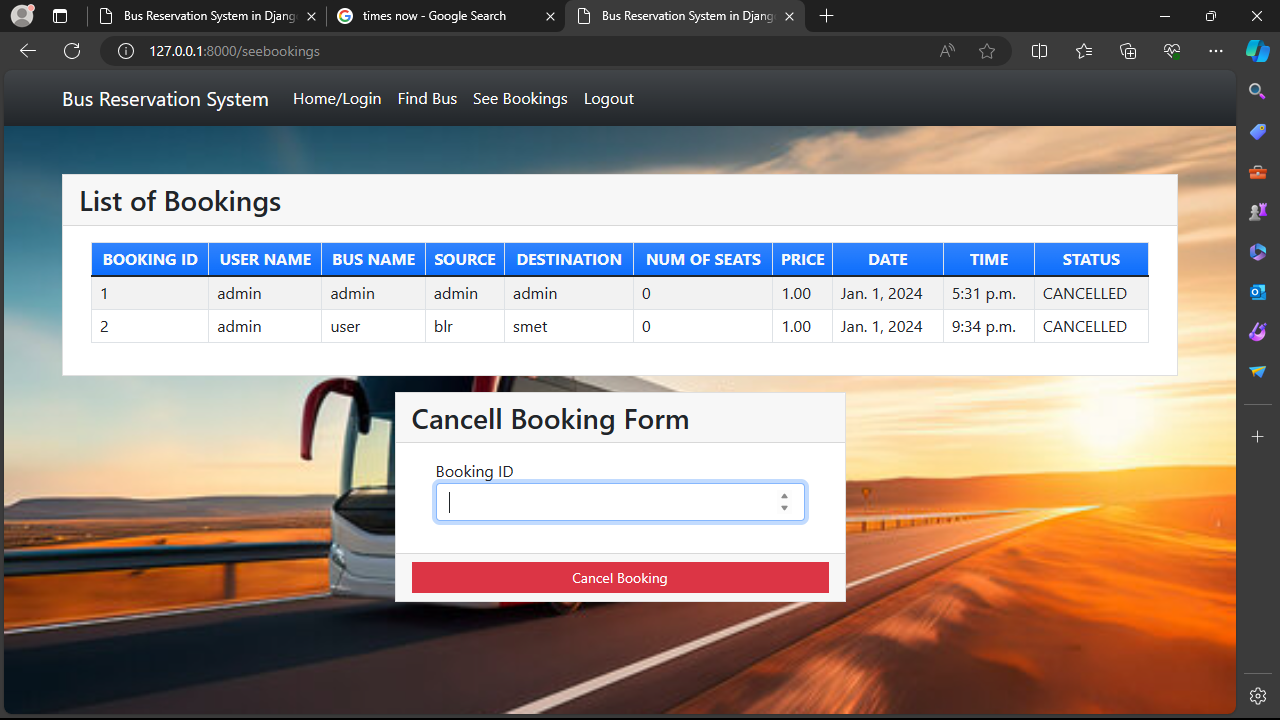 Bus Reservation System in Djang
times now - Google Search
Bus Reservation System in Djang
127.0.0.1:8000/seebookings
Bus Reservation System Home/Login Find Bus See Bookings Logout
List of Bookings
BOOKING ID USER NAME BUS NAME SOURCE DESTINATION NUM OF SEATS PRICE DATE TIME STATUS
1 admin admin admin admin 0 1.00 Jan. 1, 2024 5:31 p.m. CANCELLED
2 admin user blr smet 0 1.00 Jan. 1, 2024 9:34 p.m. CANCELLED
Cancell Booking Form
Booking ID
Cancel Booking